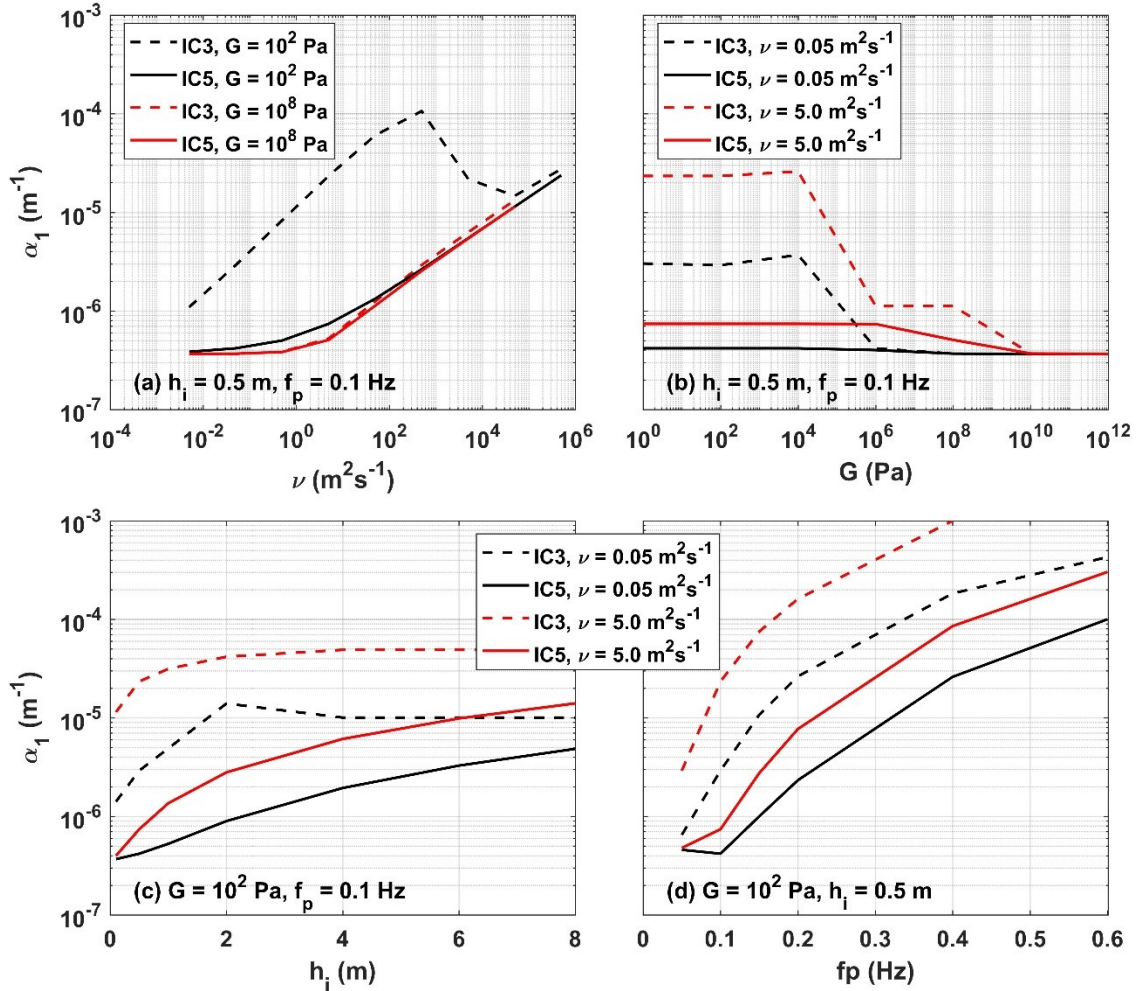 10^-3
10^-4
10^-5
10^-6
10^-7
α₁ (m^-1)
IC3, G = 10^2 Pa
IC5, G = 10^2 Pa
IC3, G = 10^8 Pa
IC5, G = 10^8 Pa
(a) h_i = 0.5 m, f_p = 0.1 Hz
10^-4 10^-2 10^0 10^2 10^4 10^6
ν (m^2s^-1)
IC3, ν = 0.05 m^2s^-1
IC5, ν = 0.05 m^2s^-1
IC3, ν = 5.0 m^2s^-1
IC5, ν = 5.0 m^2s^-1
(b) h_i = 0.5 m, f_p = 0.1 Hz
10^0 10^2 10^4 10^6 10^8 10^10 10^12
G (Pa)
10^-3
10^-4
10^-5
10^-6
10^-7
α₁ (m^-1)
IC3, ν = 0.05 m^2s^-1
IC5, ν = 0.05 m^2s^-1
IC3, ν = 5.0 m^2s^-1
IC5, ν = 5.0 m^2s^-1
(c) G = 10^2 Pa, f_p = 0.1 Hz
0 2 4 6 8
h_i (m)
(d) G = 10^2 Pa, h_i = 0.5 m
0 0.1 0.2 0.3 0.4 0.5 0.6
fp (Hz)